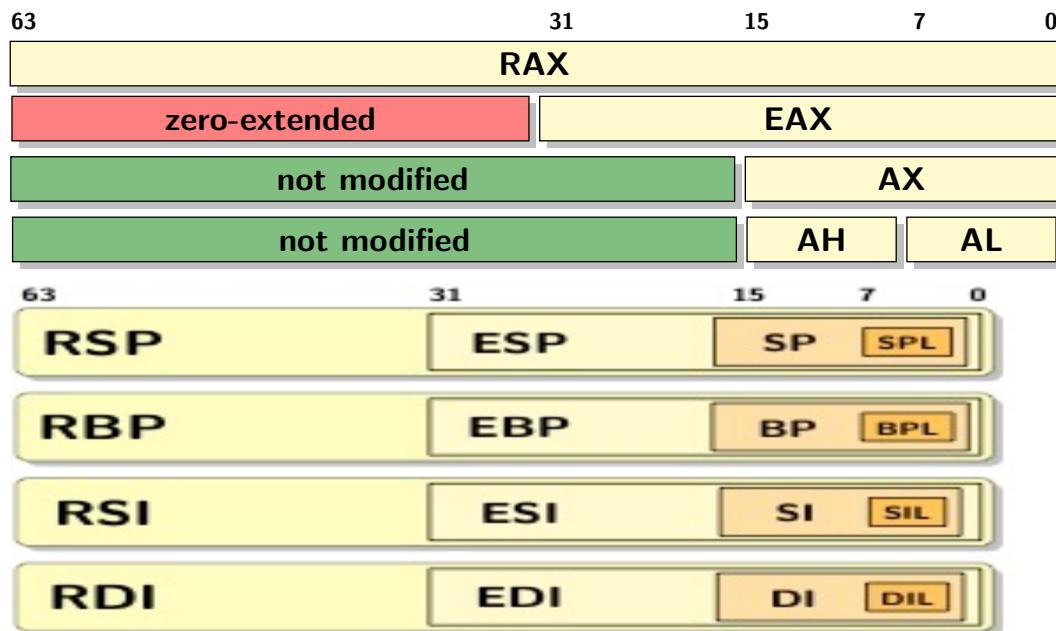 63 31 15 7 0
RAX
zero-extended EAX
not modified AX
not modified AH AL
63 31 15 7 0
RSP ESP SP SPL
RBP EBP BP BPL
RSI ESI SI SIL
RDI EDI DI DIL